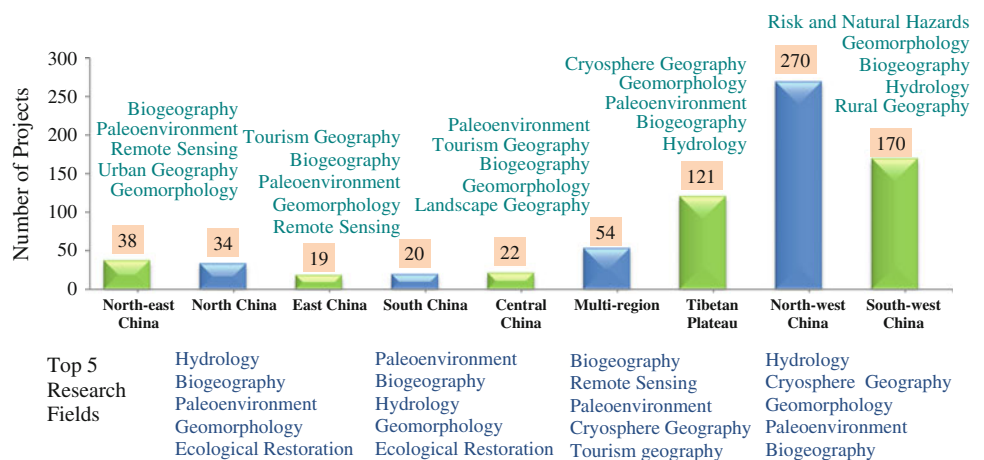 Number of Projects
300
250
200
150
100
50
0
Biogeography
Paleoenvironment
Remote Sensing
Urban Geography
Geomorphology
Tourism Geography
Biogeography
Paleoenvironment
Geomorphology
Remote Sensing
Paleoenvironment
Tourism Geography
Biogeography
Geomorphology
Landscape Geography
Cryosphere Geography
Geomorphology
Paleoenvironment
Biogeography
Hydrology
Risk and Natural Hazards
Geomorphology
Biogeography
Hydrology
Rural Geography
38
34
19
20
22
54
121
270
170
North-east
China
North China
East China
South China
Central
China
Multi-region
Tibetan
Plateau
North-west
China
South-west
China
Top 5
Research
Fields
Hydrology
Biogeography
Paleoenvironment
Geomorphology
Ecological Restoration
Paleoenvironment
Biogeography
Hydrology
Geomorphology
Ecological Restoration
Biogeography
Remote Sensing
Paleoenvironment
Cryosphere Geography
Tourism geography
Hydrology
Cryosphere Geography
Geomorphology
Paleoenvironment
Biogeography